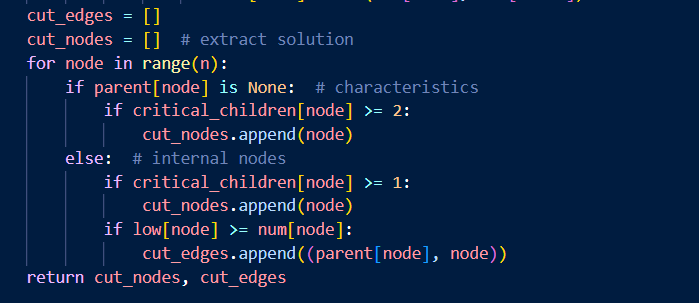 cut_edges = []
cut_nodes = []  # extract solution
for node in range(n):
    if parent[node] is None:  # characteristics
        if critical_children[node] >= 2:
            cut_nodes.append(node)
    else:  # internal nodes
        if critical_children[node] >= 1:
            cut_nodes.append(node)
        if low[node] >= num[node]:
            cut_edges.append((parent[node], node))
return cut_nodes, cut_edges